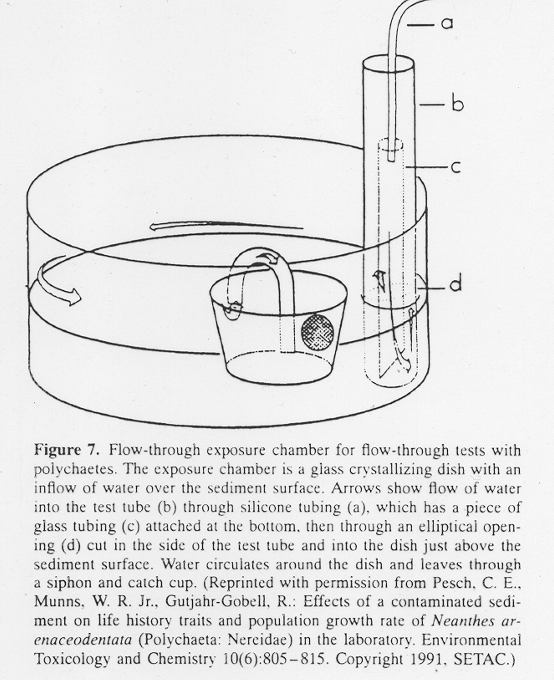 a
b
c
d
Figure 7. Flow-through exposure chamber for flow-through tests with
polychaetes. The exposure chamber is a glass crystallizing dish with an
inflow of water over the sediment surface. Arrows show flow of water
into the test tube (b) through silicone tubing (a), which has a piece of
glass tubing (c) attached at the bottom, then through an elliptical open-
ing (d) cut in the side of the test tube and into the dish just above the
sediment surface. Water circulates around the dish and leaves through
a siphon and catch cup. (Reprinted with permission from Pesch, C. E.,
Munns, W. R. Jr., Gutjahr-Gobell, R.: Effects of a contaminated sedi-
ment on life history traits and population growth rate of Neanthes ar-
enaceodentata (Polychaeta: Nereidae) in the laboratory. Environmental
Toxicology and Chemistry 10(6):805–815. Copyright 1991, SETAC.)